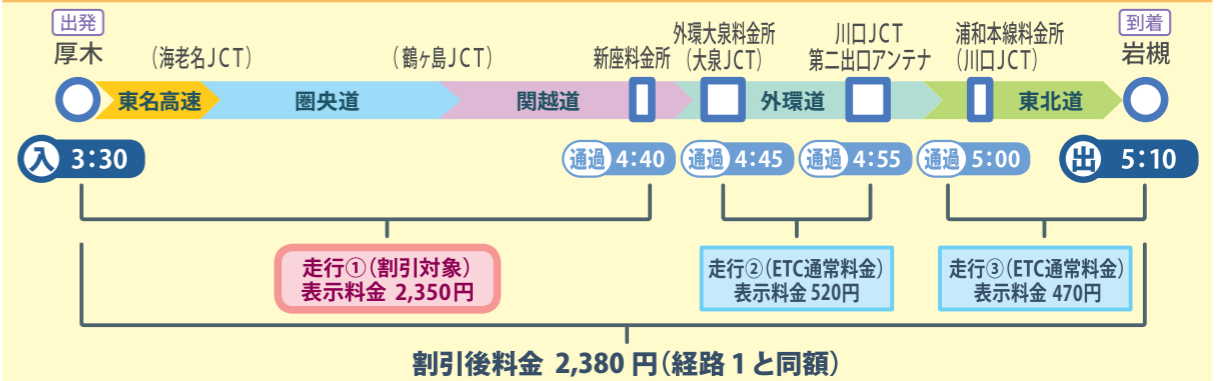 出発
厚木
(海老名JCT)
(鶴ヶ島JCT)
新座料金所
外環大泉料金所
(大泉JCT)
川口JCT
第二出口アンテナ
浦和本線料金所
(川口JCT)
到着
岩槻
東名高速
圏央道
関越道
外環道
東北道
入 3:30
通過 4:40
通過 4:45
通過 4:55
通過 5:00
出 5:10
走行①(割引対象)
表示料金 2,350円
走行②(ETC通常料金)
表示料金 520円
走行③(ETC通常料金)
表示料金 470円
割引後料金 2,380 円(経路 1 と同額)